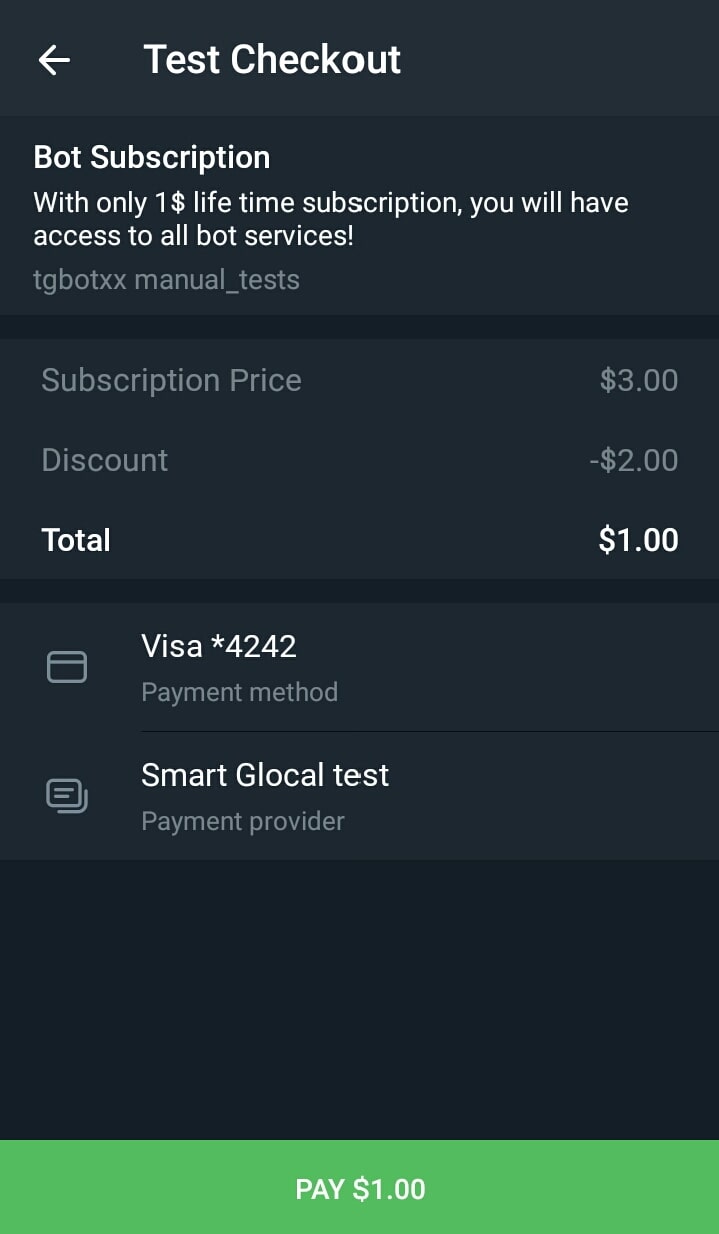 Test Checkout
Bot Subscription
With only 1$ life time subscription, you will have
access to all bot services!
tgbotxx manual_tests
Subscription Price $3.00
Discount -$2.00
Total $1.00
Visa *4242
Payment method
Smart Glocal test
Payment provider
PAY $1.00